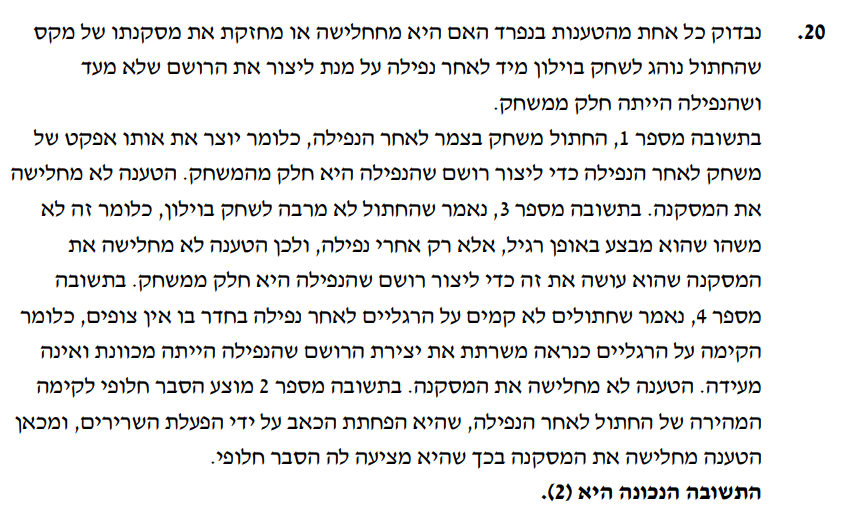 20. נבדוק כל אחת מהטענות בנפרד האם היא מחחלישה או מחזקת את מסקנתו של מקס
שהחתול נוהג לשחק בוילון מיד לאחר נפילה על מנת ליצור את הרושם שלא מעד
ושהנפילה הייתה חלק ממשחק.
בתשובה מספר 1, החתול משחק בצמר לאחר הנפילה, כלומר יוצר את אותו אפקט של
משחק לאחר הנפילה כדי ליצור רושם שהנפילה היא חלק מהמשחק. הטענה לא מחלישה
את המסקנה. בתשובה מספר 3, נאמר שהחתול לא מרבה לשחק בוילון, כלומר זה לא
משהו שהוא מבצע באופן רגיל, אלא רק אחרי נפילה, ולכן הטענה לא מחלישה את
המסקנה שהוא עושה את זה כדי ליצור רושם שהנפילה היא חלק ממשחק. בתשובה
מספר 4, נאמר שחתולים לא קמים על הרגליים לאחר נפילה בחדר בו אין צופים, כלומר
הקימה על הרגליים כנראה משרתת את יצירת הרושם שהנפילה הייתה מכוונת ואינה
מעידה. הטענה לא מחלישה את המסקנה. בתשובה מספר 2 מוצע הסבר חלופי לקימה
המהירה של החתול לאחר הנפילה, שהיא הפחתת הכאב על ידי הפעלת השרירים, ומכאן
הטענה מחלישה את המסקנה בכך שהיא מציעה לה הסבר חלופי.
התשובה הנכונה היא (2).